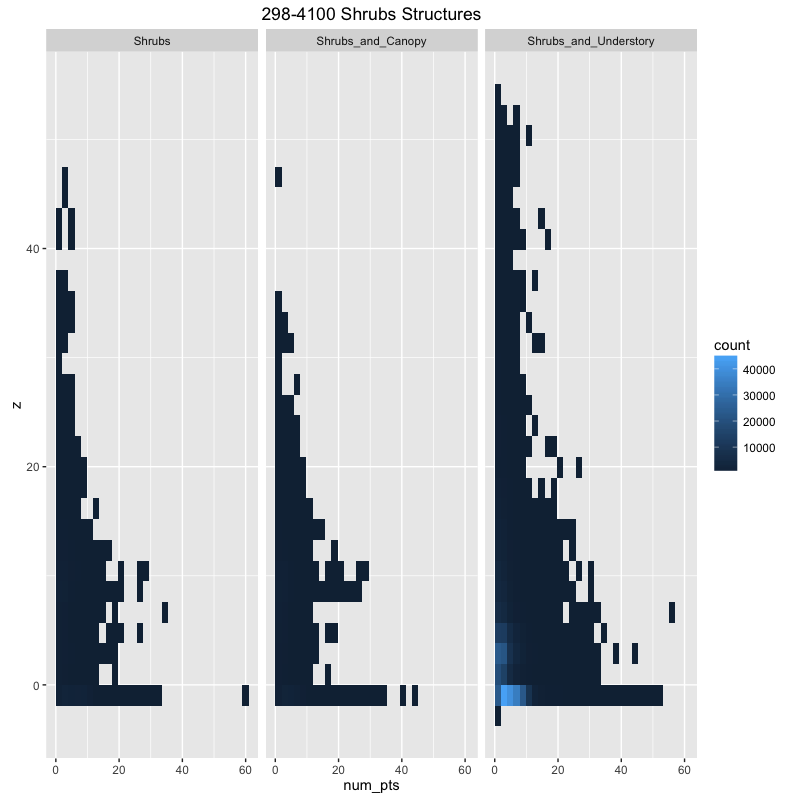 298-4100 Shrubs Structures
Shrubs
Shrubs_and_Canopy
Shrubs_and_Understory
40
20
0
z
0 20 40 60
0 20 40 60
0 20 40 60
num_pts
count
40000
30000
20000
10000